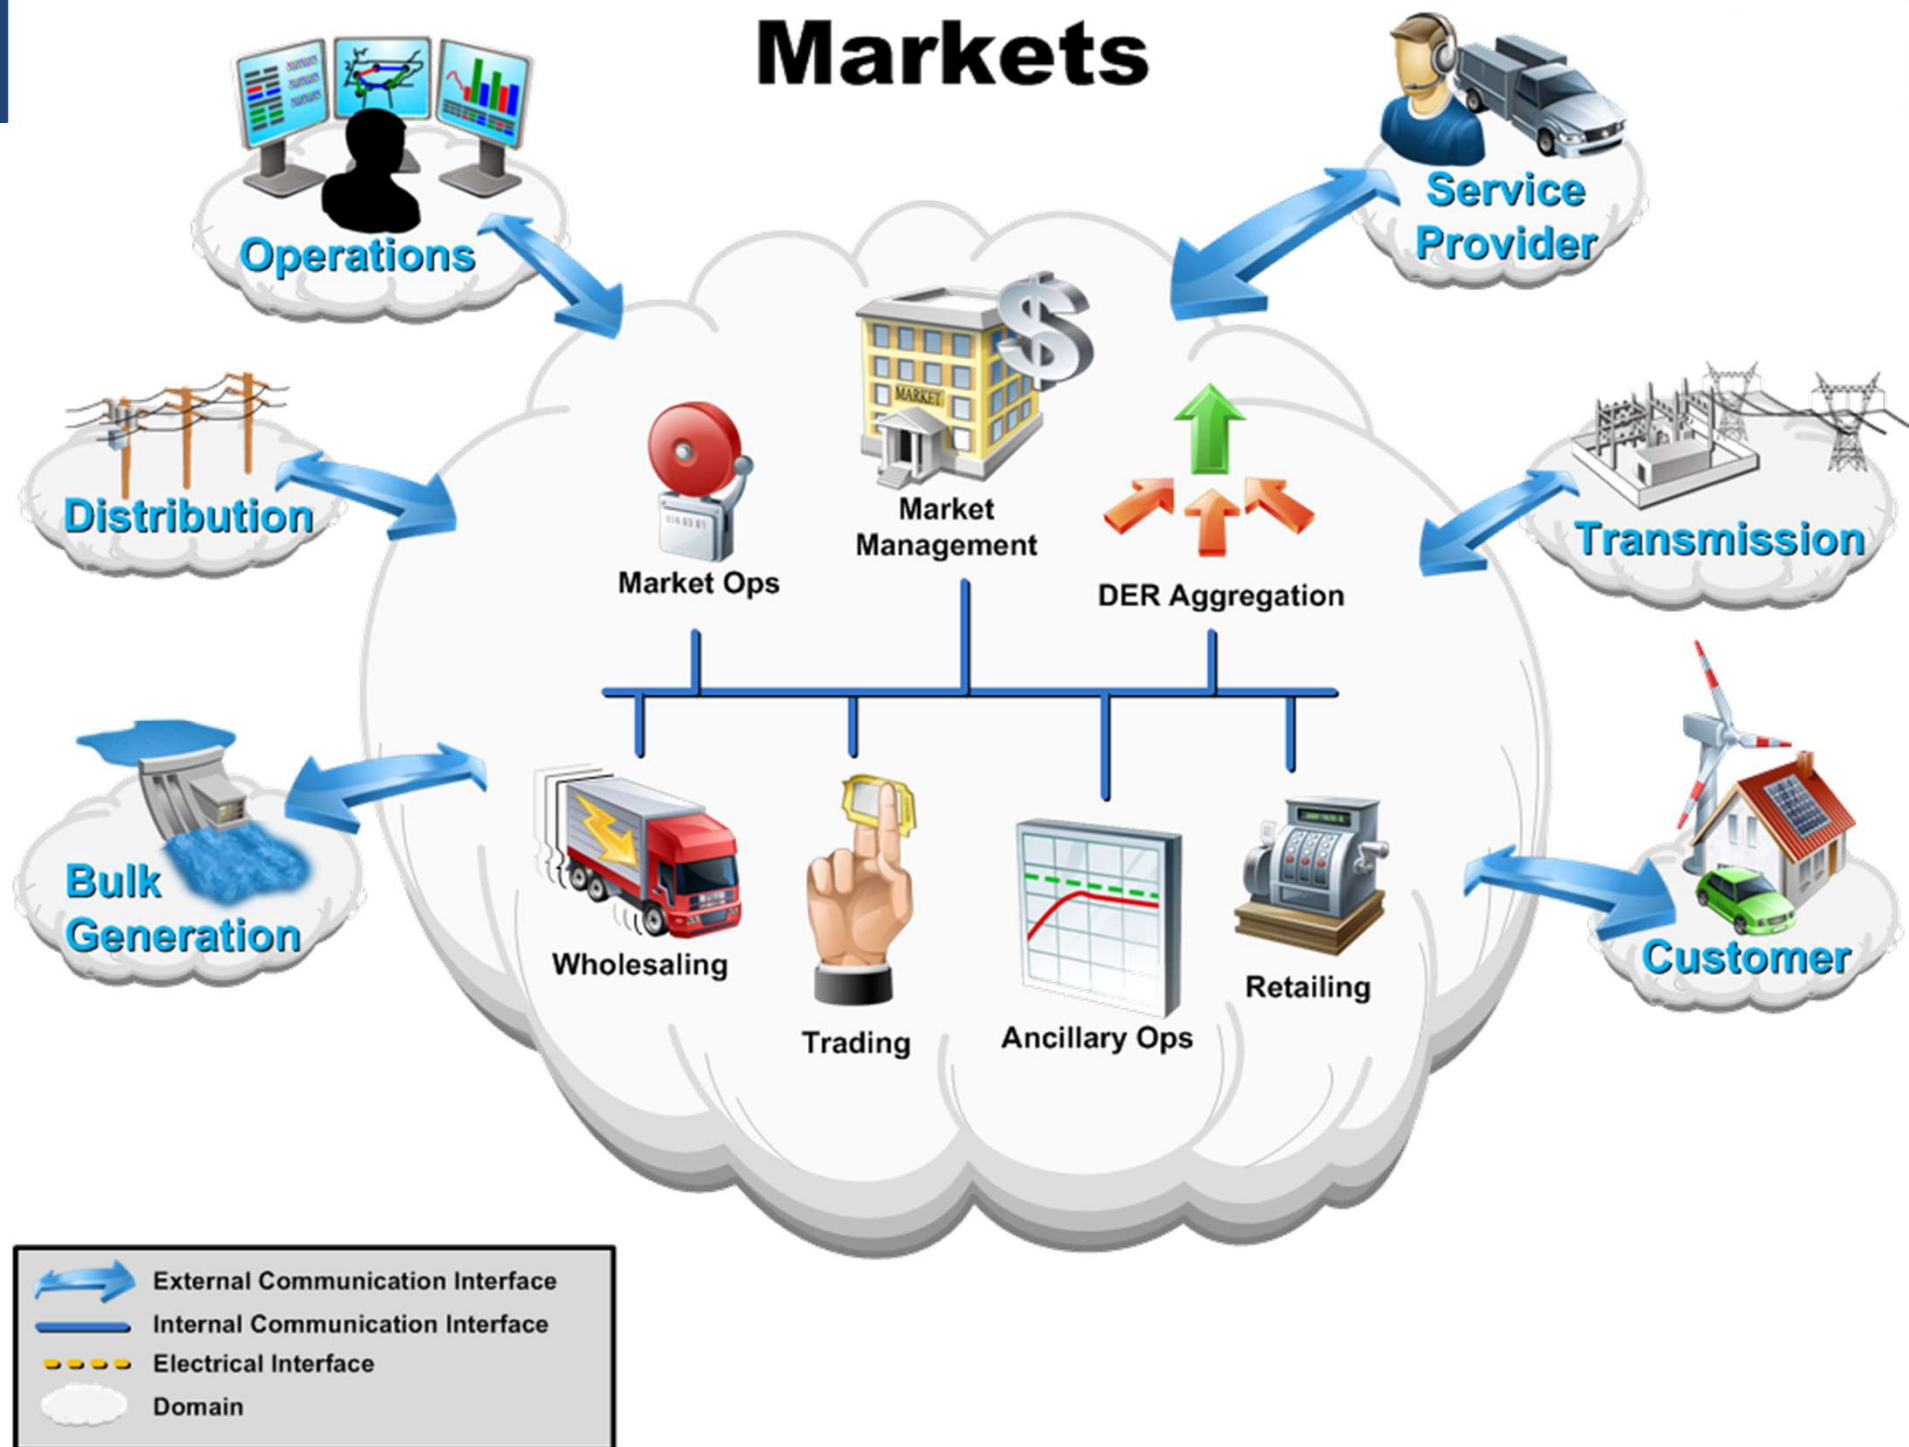 Markets
Operations
Service
Provider
Distribution
Transmission
Bulk
Generation
Customer
MARKET
Market Ops
Market
Management
DER Aggregation
Wholesaling
Trading
Ancillary Ops
Retailing
External Communication Interface
Internal Communication Interface
Electrical Interface
Domain